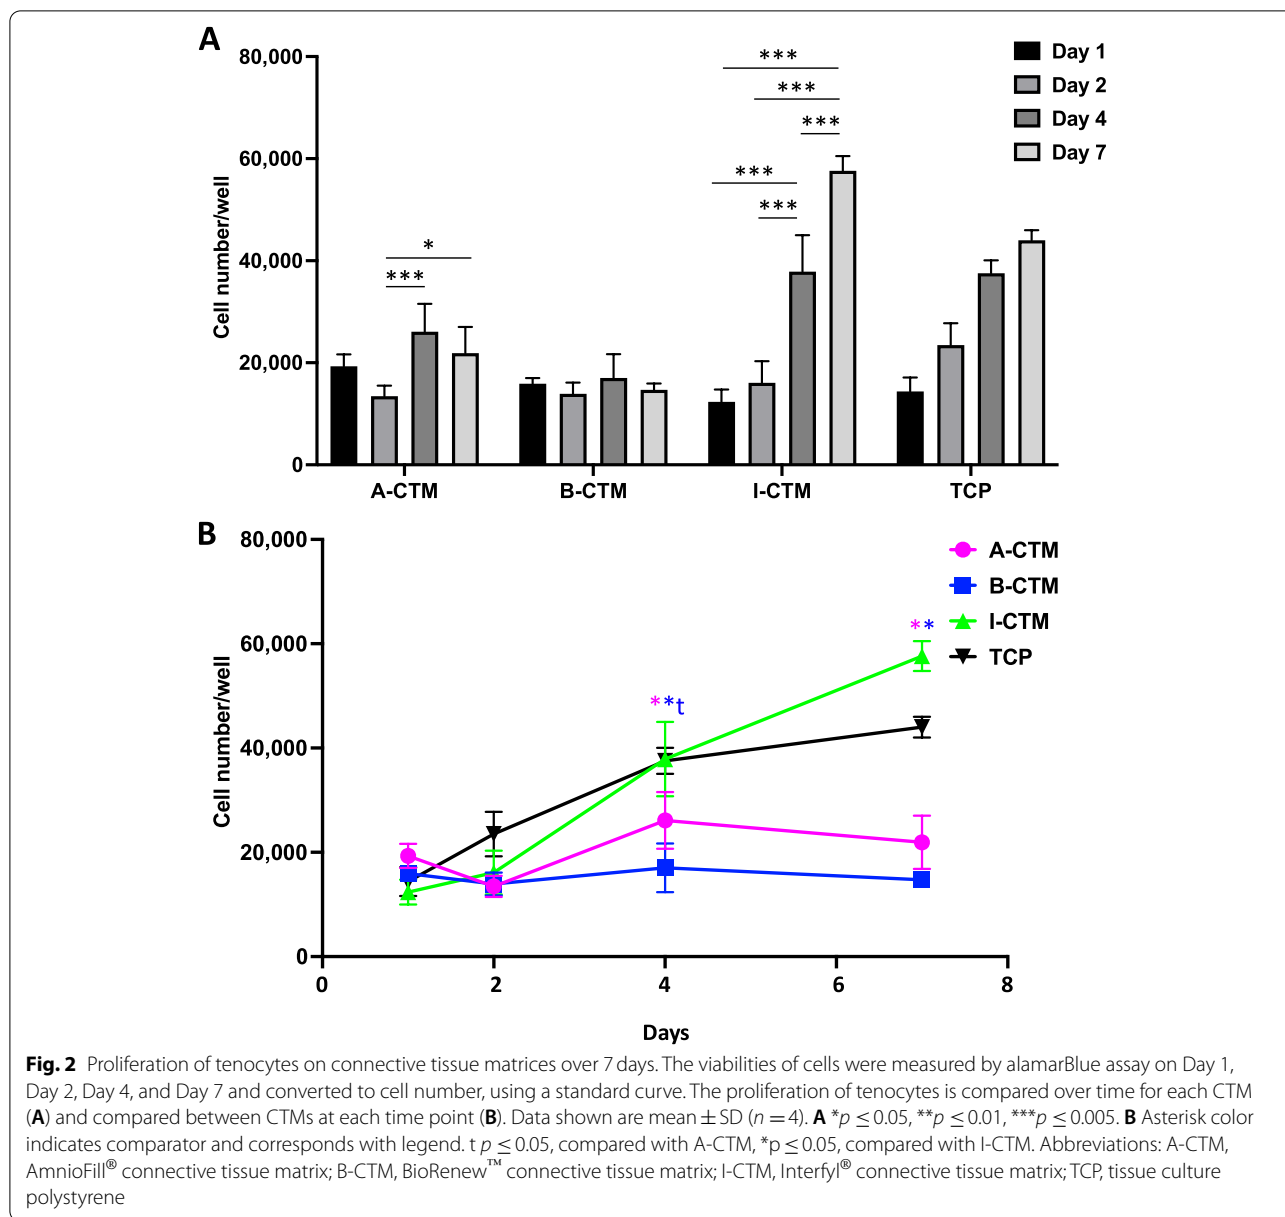 A
80,000
60,000
40,000
20,000
0
Cell number/well
***
***
***
***
***
*
***
Day 1
Day 2
Day 4
Day 7
A-CTM B-CTM I-CTM TCP
B
80,000
60,000
40,000
20,000
0
Cell number/well
A-CTM
B-CTM
I-CTM
TCP
**
**t
0 2 4 6 8
Days
Fig. 2 Proliferation of tenocytes on connective tissue matrices over 7 days. The viabilities of cells were measured by alamarBlue assay on Day 1,
Day 2, Day 4, and Day 7 and converted to cell number, using a standard curve. The proliferation of tenocytes is compared over time for each CTM
(A) and compared between CTMs at each time point (B). Data shown are mean ± SD (n = 4). A *p ≤ 0.05, **p ≤ 0.01, ***p ≤ 0.005. B Asterisk color
indicates comparator and corresponds with legend. t p ≤ 0.05, compared with A-CTM, *p ≤ 0.05, compared with I-CTM. Abbreviations: A-CTM,
AmnioFill® connective tissue matrix; B-CTM, BioRenew™ connective tissue matrix; I-CTM, Interfyl® connective tissue matrix; TCP, tissue culture
polystyrene